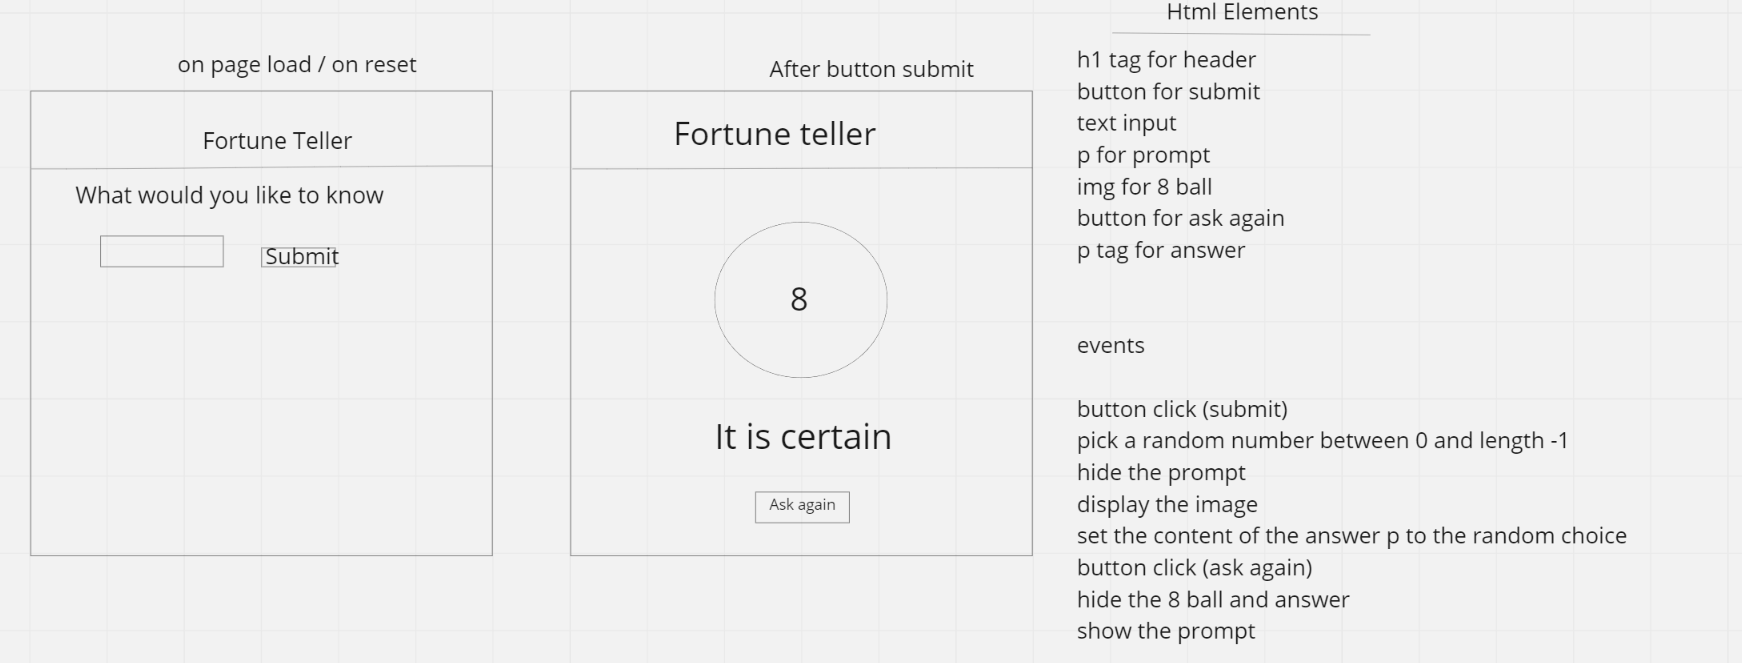 on page load / on reset
Fortune Teller
What would you like to know
Submit
After button submit
Fortune teller
8
It is certain
Ask again
Html Elements
h1 tag for header
button for submit
text input
p for prompt
img for 8 ball
button for ask again
p tag for answer
events
button click (submit)
pick a random number between 0 and length -1
hide the prompt
display the image
set the content of the answer p to the random choice
button click (ask again)
hide the 8 ball and answer
show the prompt